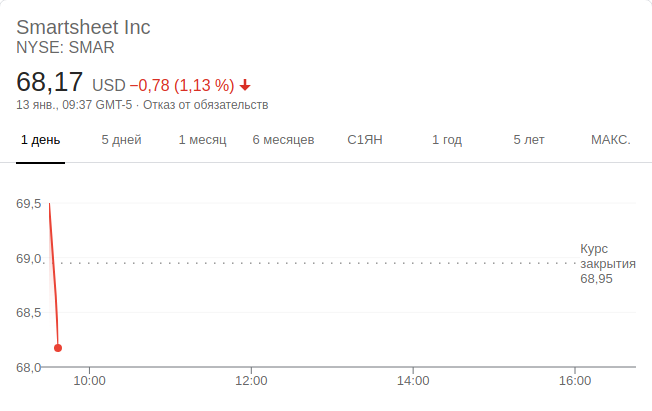 Smartsheet Inc
NYSE: SMAR
68,17 USD −0,78 (1,13 %)
13 янв., 09:37 GMT-5 · Отказ от обязательств
1 день 5 дней 1 месяц 6 месяцев С1ЯН 1 год 5 лет МАКС.
69,5
69,0
68,5
68,0
Курс
закрытия
68,95
10:00 12:00 14:00 16:00